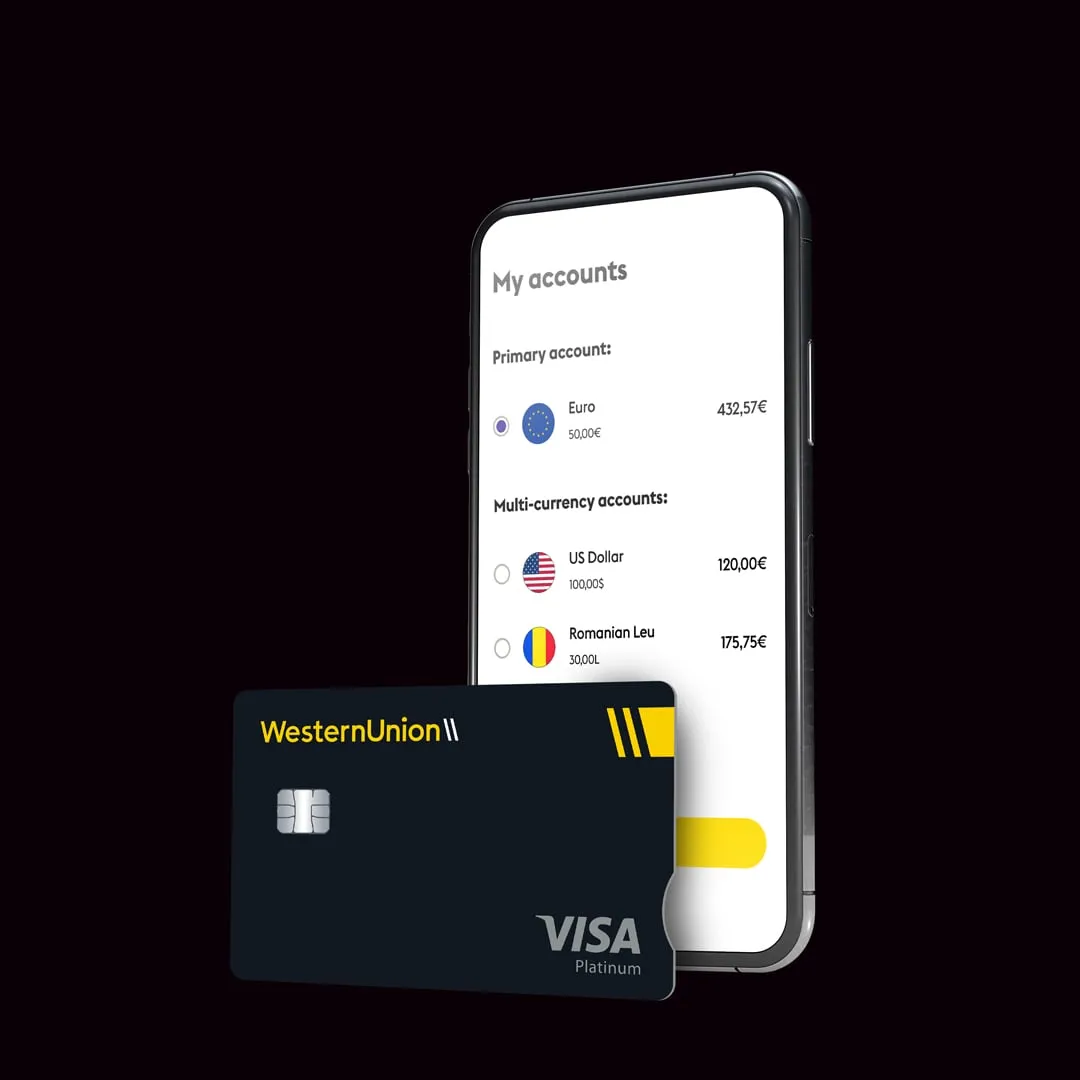 My accounts
Primary account:
Euro
432,57€
50,00€
Multi-currency accounts:
US Dollar
120,00€
100,00$
Romanian Leu
175,75€
30,00L
WesternUnion\\
VISA
Platinum